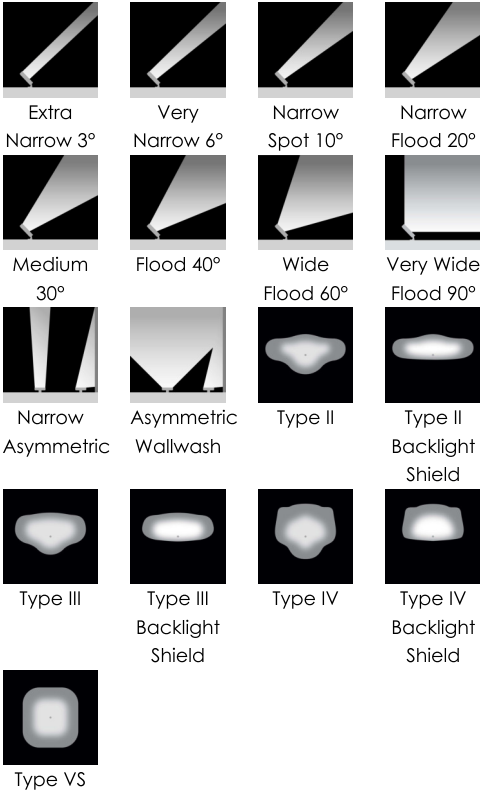 Extra
Narrow 3°
Very
Narrow 6°
Narrow
Spot 10°
Narrow
Flood 20°
Medium
30°
Flood 40°
Wide
Flood 60°
Very Wide
Flood 90°
Narrow
Asymmetric
Asymmetric
Wallwash
Type II
Type II
Backlight
Shield
Type III
Type III
Backlight
Shield
Type IV
Type IV
Backlight
Shield
Type VS